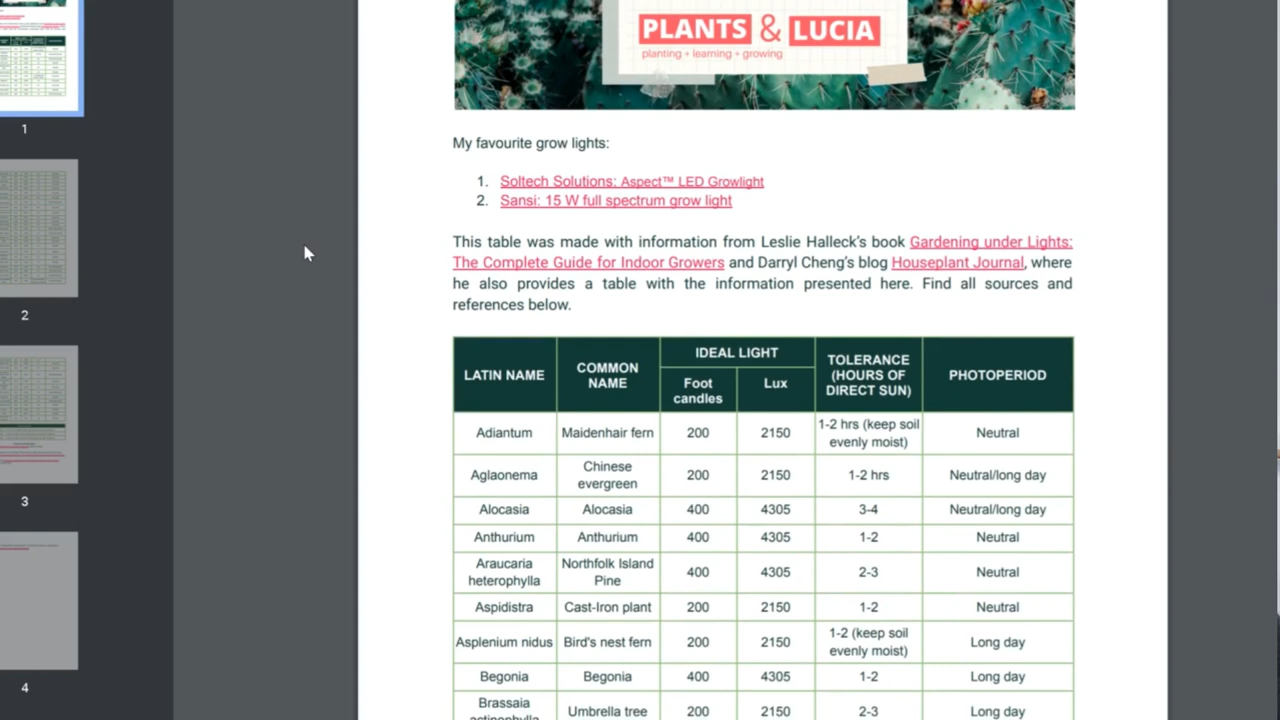 PLANTS & LUCIA
planting + learning + growing
My favourite grow lights:
1. Soltech Solutions: Aspect™ LED Growlight
2. Sansi: 15 W full spectrum grow light
This table was made with information from Leslie Halleck's book Gardening under Lights:
The Complete Guide for Indoor Growers and Darryl Cheng's blog Houseplant Journal, where
he also provides a table with the information presented here. Find all sources and
references below.
LATIN NAME
COMMON
NAME
IDEAL LIGHT
Foot
candles
Lux
TOLERANCE
(HOURS OF
DIRECT SUN)
PHOTOPERIOD
Adiantum
Maidenhair fern
200
2150
1-2 hrs (keep soil
evenly moist)
Neutral
Aglaonema
Chinese
evergreen
200
2150
1-2 hrs
Neutral/long day
Alocasia
Alocasia
400
4305
3-4
Neutral/long day
Anthurium
Anthurium
400
4305
1-2
Neutral
Araucaria
heterophylla
Northfolk Island
Pine
400
4305
2-3
Neutral
Aspidistra
Cast-Iron plant
200
2150
1-2
Neutral
Asplenium nidus
Bird's nest fern
200
2150
1-2 (keep soil
evenly moist)
Long day
Begonia
Begonia
400
4305
1-2
Long day
Brassaia
Umbrella tree
200
2150
2-3
Long day
1
2
3
4